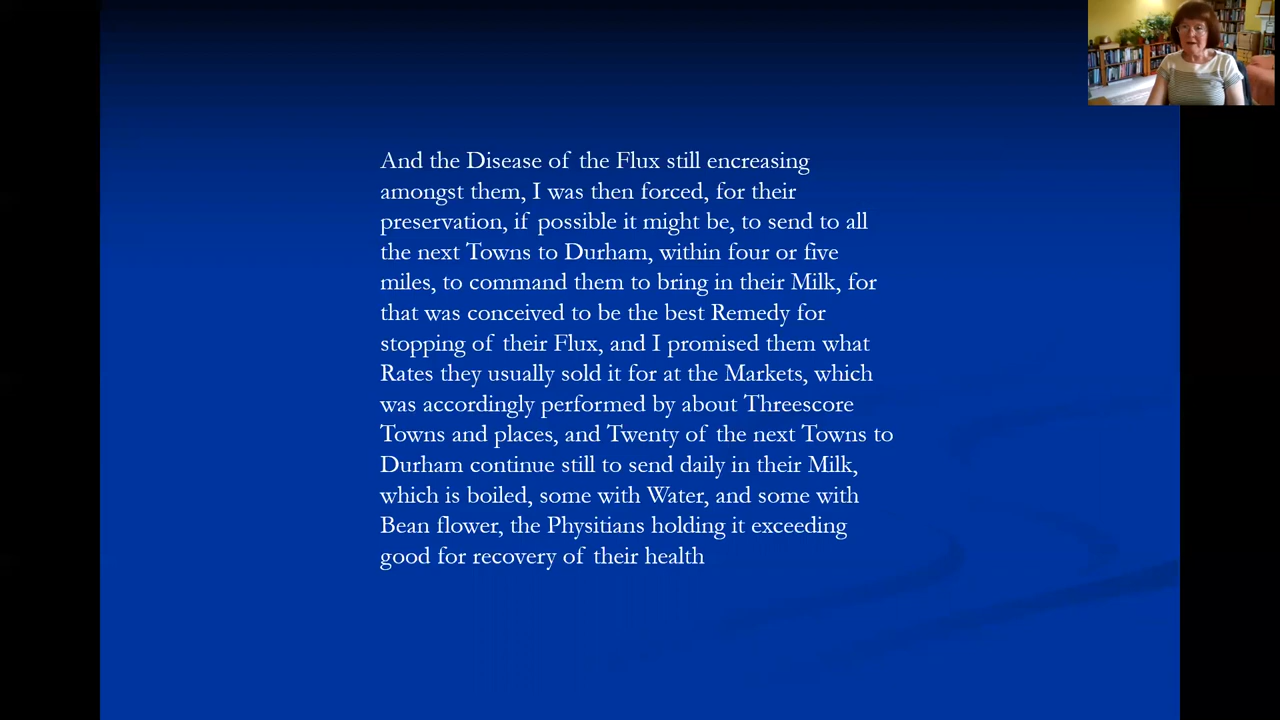 And the Disease of the Flux still encreasing
amongst them, I was then forced, for their
preservation, if possible it might be, to send to all
the next Towns to Durham, within four or five
miles, to command them to bring in their Milk, for
that was conceived to be the best Remedy for
stopping of their Flux, and I promised them what
Rates they usually sold it for at the Markets, which
was accordingly performed by about Threescore
Towns and places, and Twenty of the next Towns to
Durham continue still to send daily in their Milk,
which is boiled, some with Water, and some with
Bean flower, the Physitians holding it exceeding
good for recovery of their health